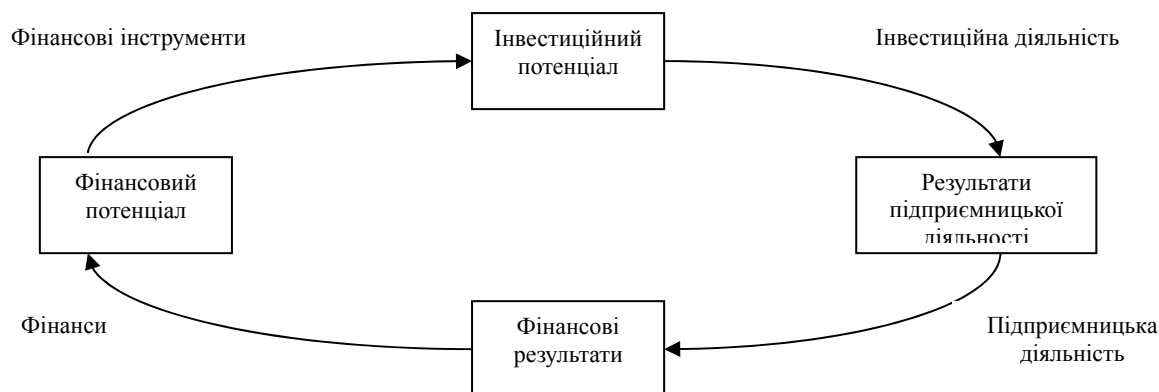 Фінансові інструменти
Інвестиційний
потенціал
Інвестиційна діяльність
Фінансовий
потенціал
Результати
підприємницької
діяльності
Фінанси
Фінансові
результати
Підприємницька
діяльність